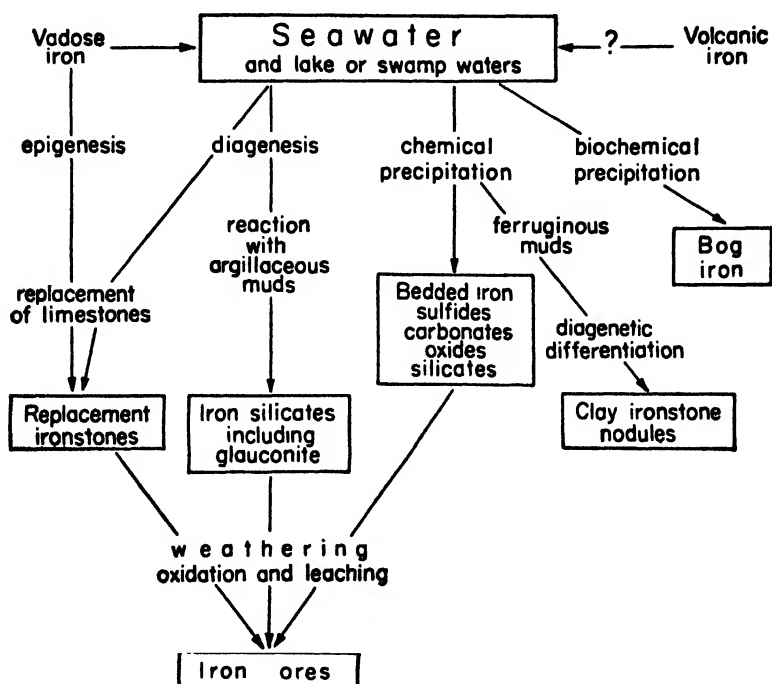 Vadose
iron
Seawater
and lake or swamp waters
?
Volcanic
iron
epigenesis
diagenesis
chemical
precipitation
biochemical
precipitation
reaction
with
argillaceous
muds
ferruginous
muds
Bog
iron
replacement
of limestones
Bedded iron
sulfides
carbonates
oxides
silicates
diagenetic
differentiation
Replacement
ironstones
Iron silicates
including
glauconite
Clay ironstone
nodules
weathering
oxidation and leaching
Iron ores